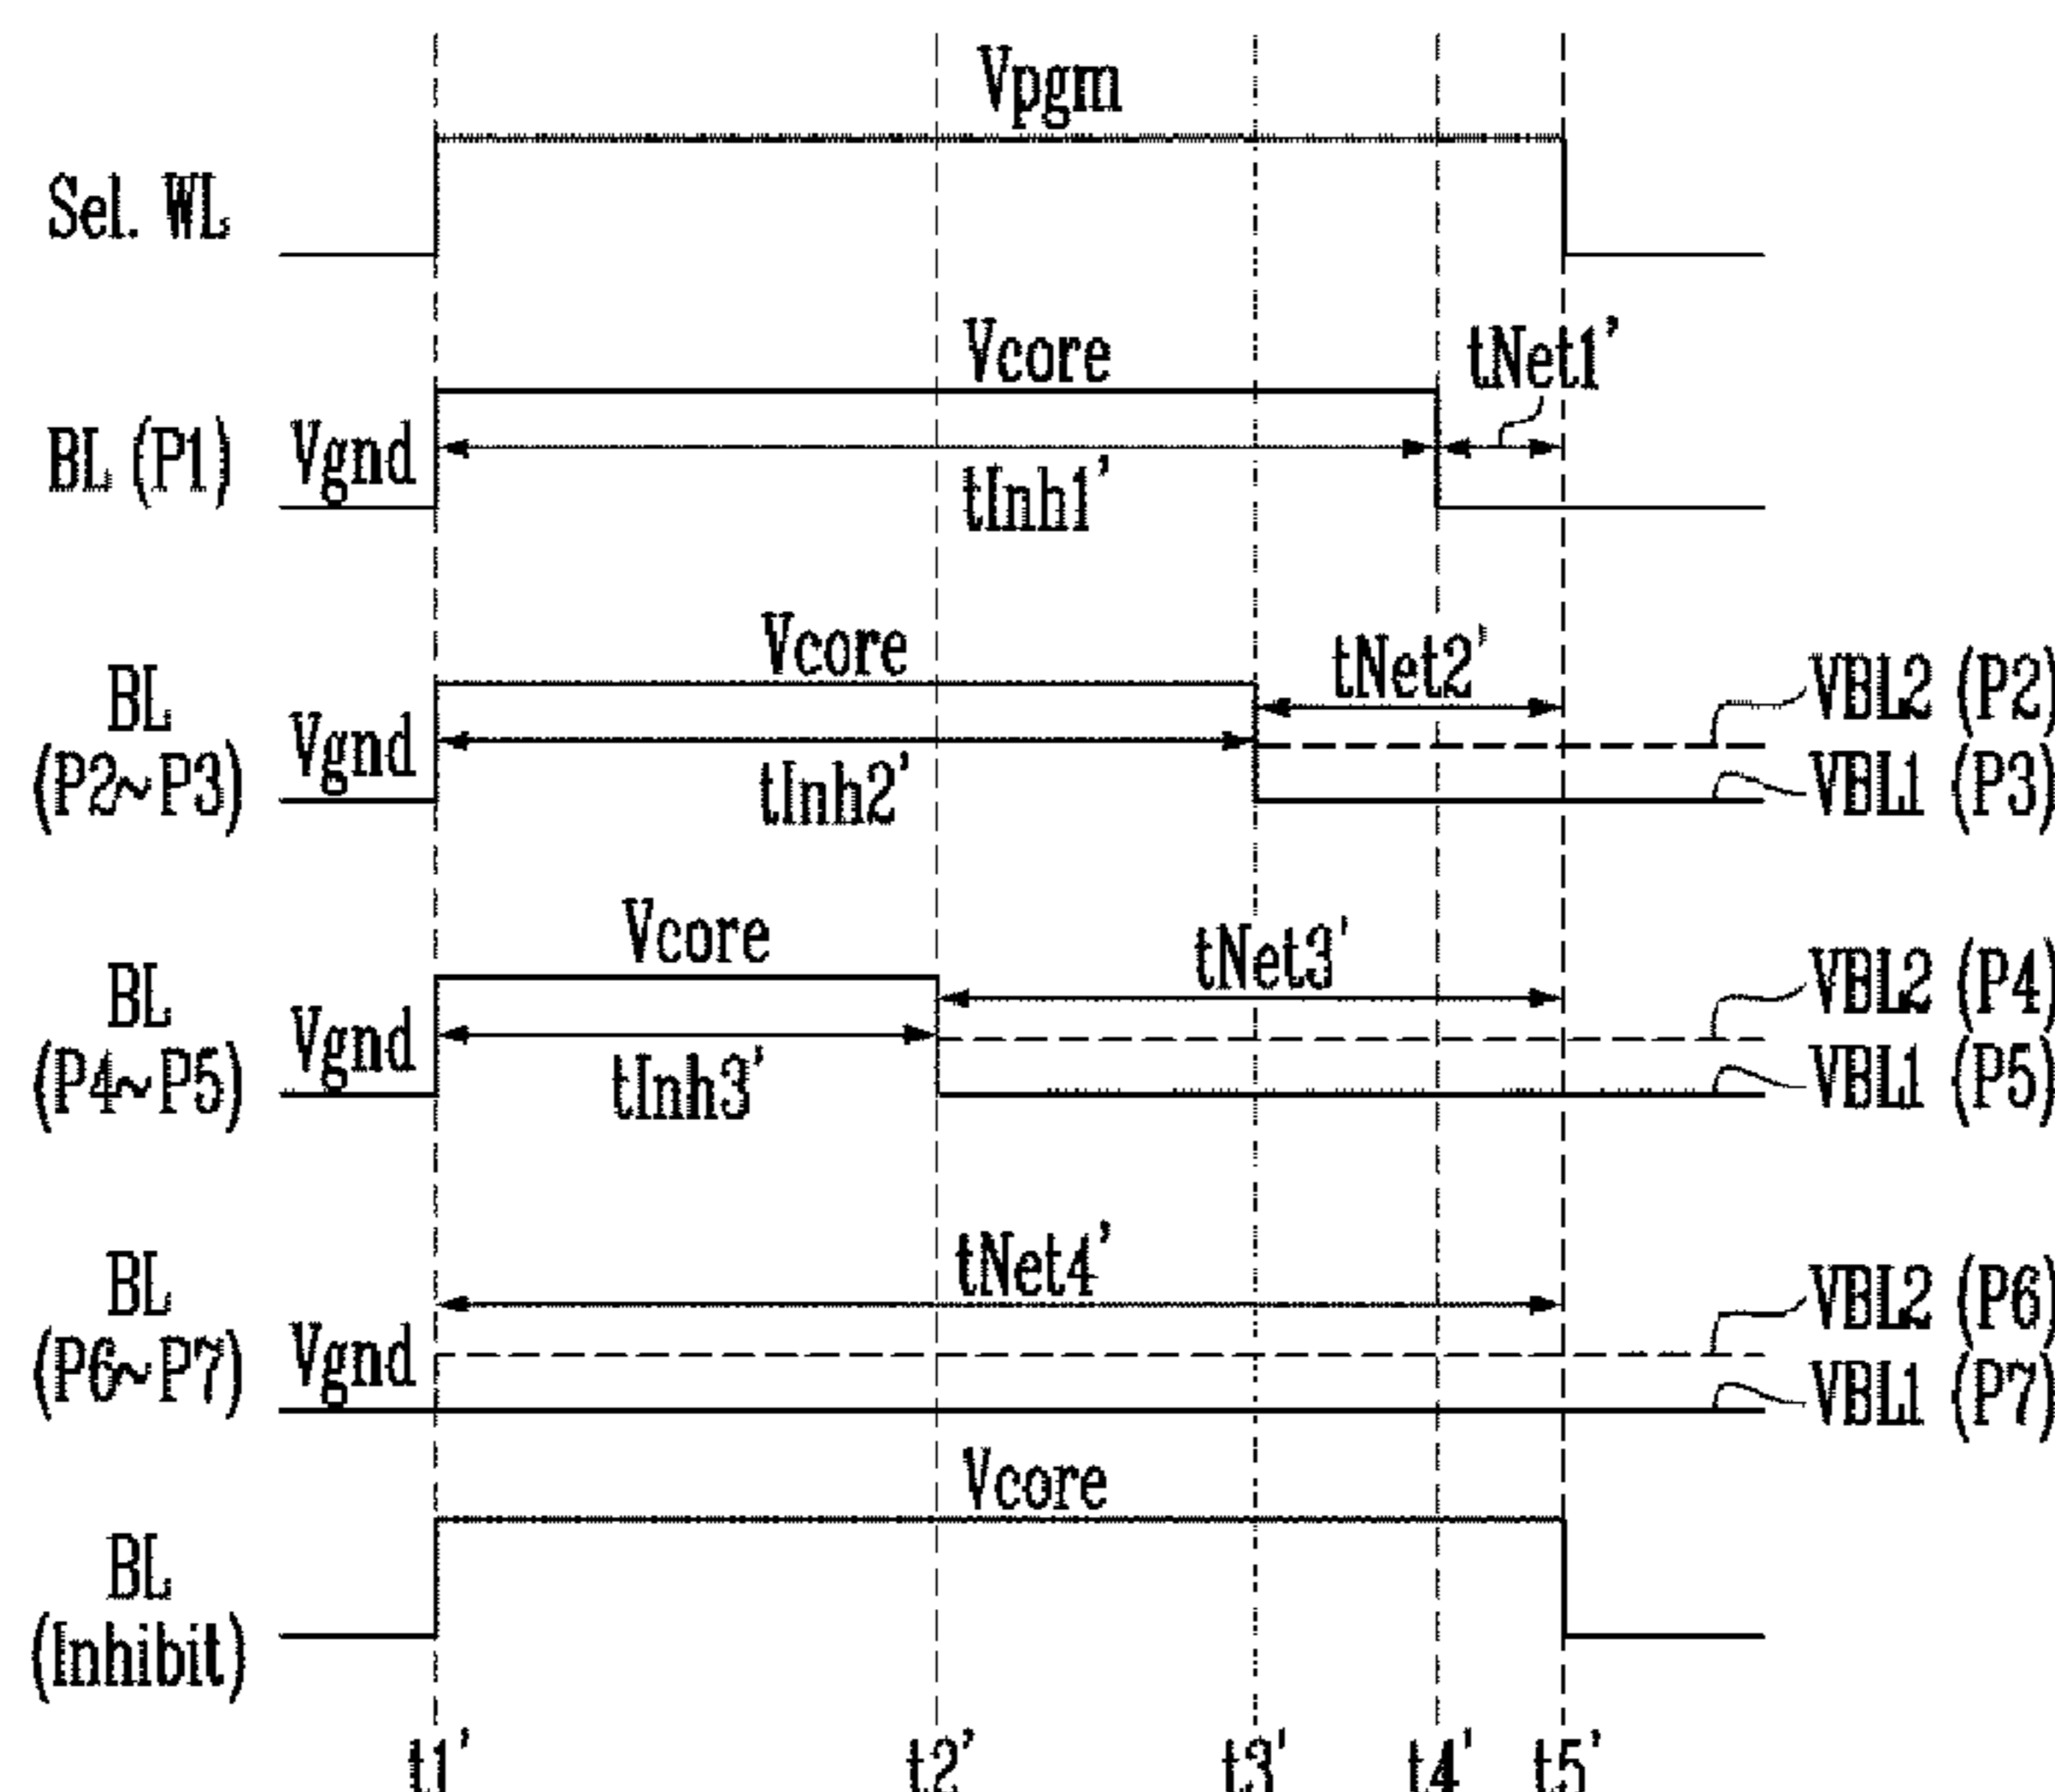 Vpgm
Sel. WL
Vcore
tNet1'
BL (P1)
Vgnd
tInh1'
Vcore
tNet2'
BL
(P2~P3)
Vgnd
tInh2'
VBL2 (P2)
VBL1 (P3)
Vcore
tNet3'
BL
(P4~P5)
Vgnd
tInh3'
VBL2 (P4)
VBL1 (P5)
tNet4'
BL
(P6~P7)
Vgnd
VBL2 (P6)
VBL1 (P7)
Vcore
BL
(Inhibit)
t1' t2' t3' t4' t5'